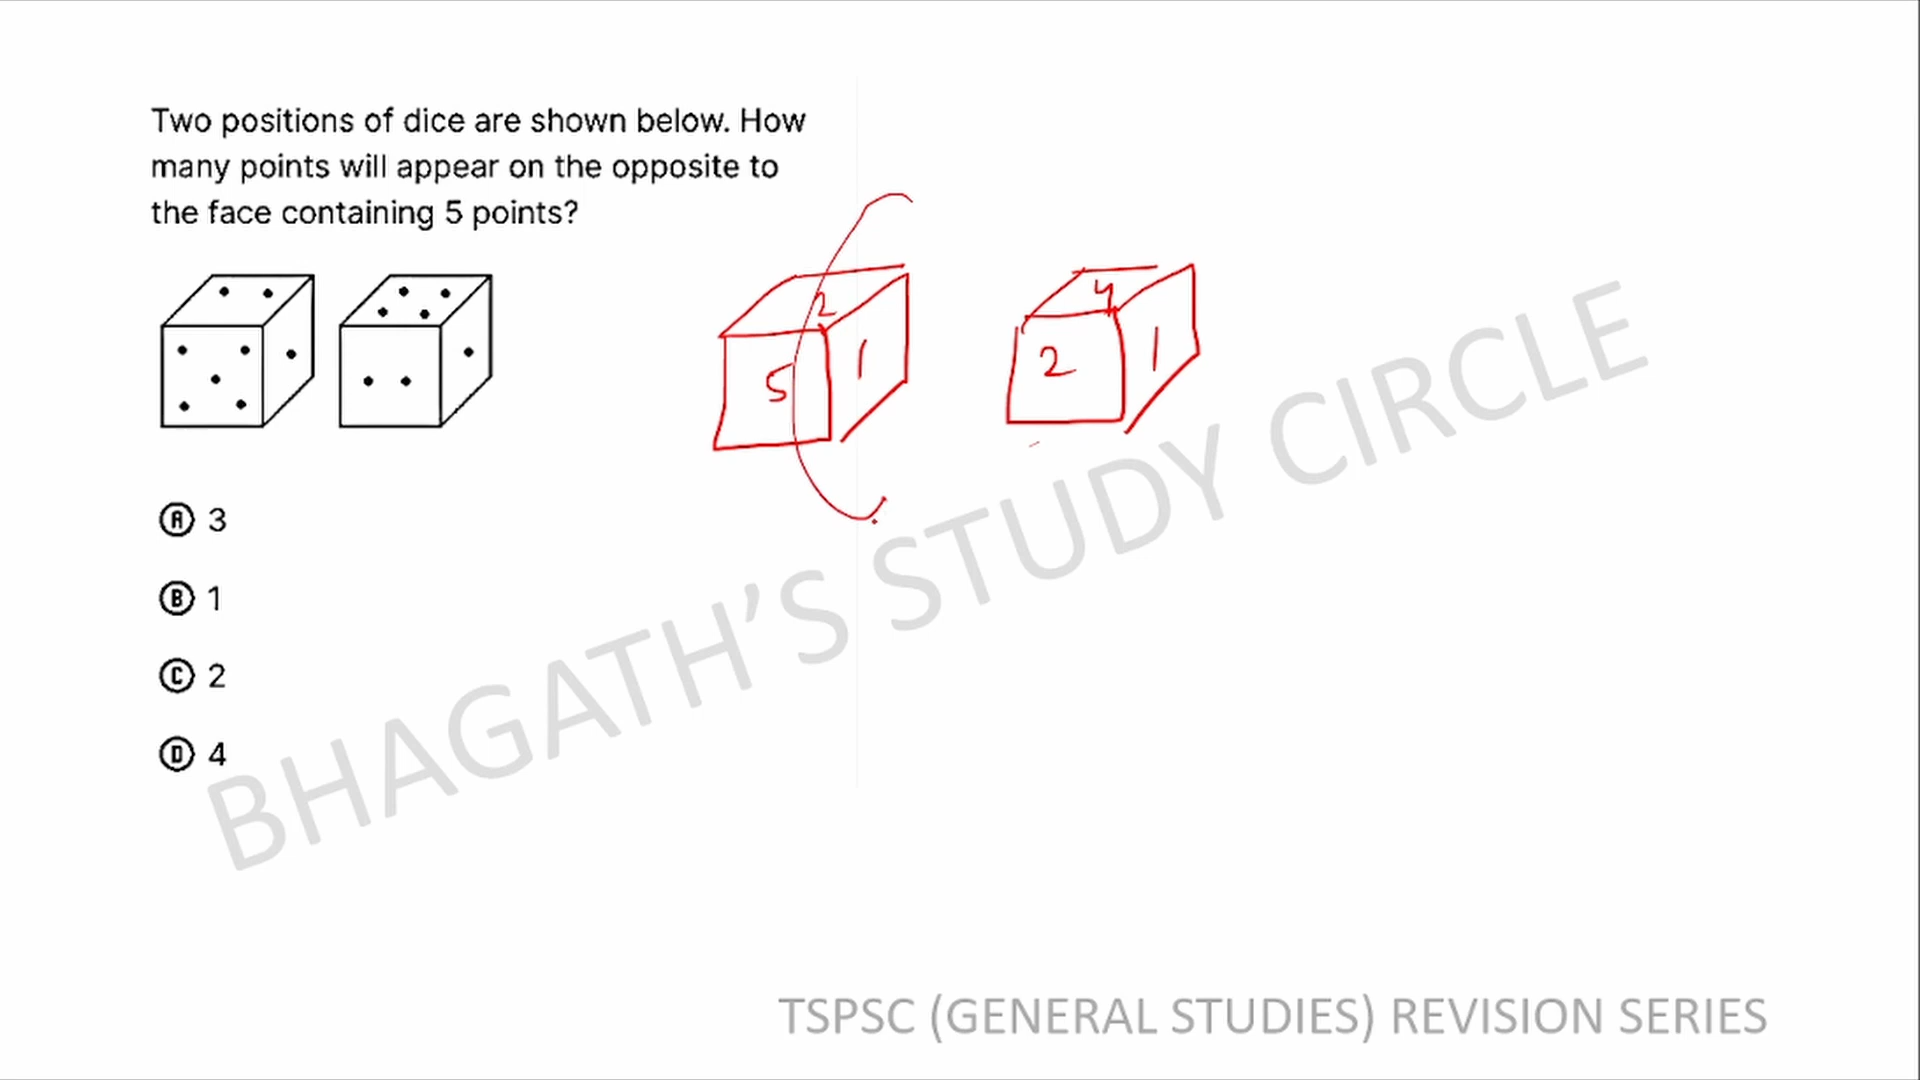 Two positions of dice are shown below. How
many points will appear on the opposite to
the face containing 5 points?
2
5 1
4
2 1
A 3
B 1
C 2
D 4
BHAGATH'S STUDY CIRCLE
TSPSC (GENERAL STUDIES) REVISION SERIES